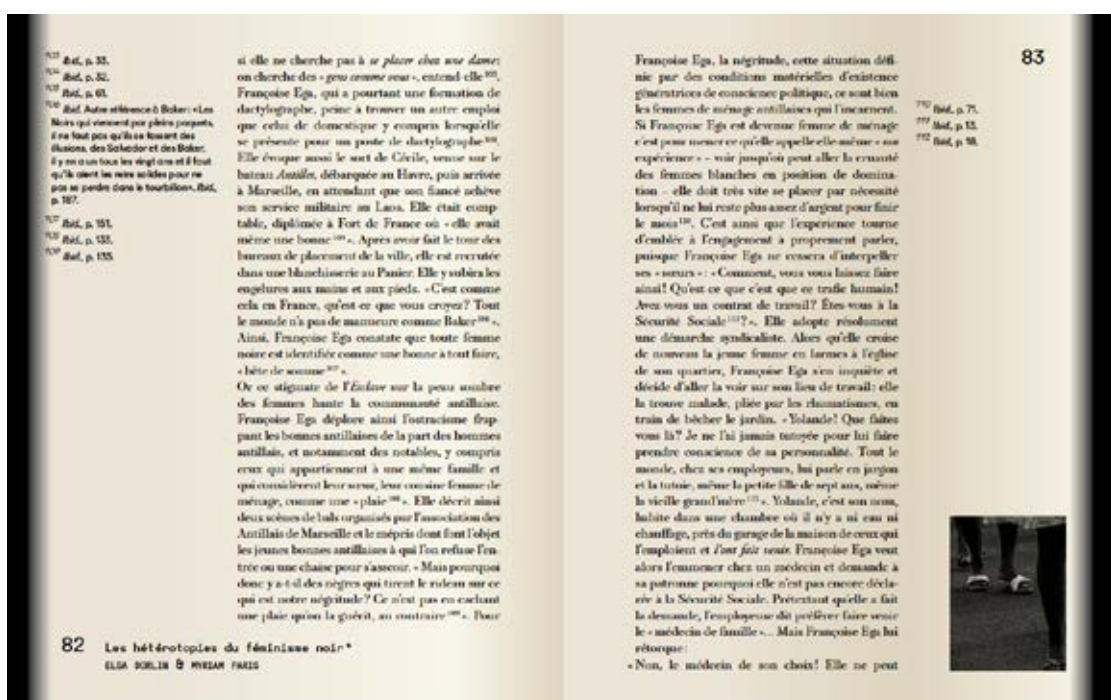 103 Ibid., p. 33.
104 Ibid., p. 32.
105 Ibid., p. 61.
106 Ibid. Autre référence à Baker: «Les
Noirs qui viennent par pleins paquets,
il ne faut pas qu'ils se fassent des
illusions, des Salvador et des Baker,
il y en a un tous les vingt ans et il faut
qu'ils aient les reins solides pour ne
pas se perdre dans le tourbillon». Ibid,
p. 187.
107 Ibid., p. 151.
108 Ibid., p. 133.
109 Ibid., p. 135.
si elle ne cherche pas à se placer chez une dame:
on cherche des «gens comme vous», entend-elle 103.
Françoise Ega, qui a pourtant une formation de
dactylographe, peine à trouver un autre emploi
que celui de domestique y compris lorsqu'elle
se présente pour un poste de dactylographe 104.
Elle évoque aussi le sort de Cécile, venue sur le
bateau Antilles, débarquée au Havre, puis arrivée
à Marseille, en attendant que son fiancé achève
son service militaire au Laos. Elle était comp-
table, diplômée à Fort de France où «elle avait
même une bonne 105». Après avoir fait le tour des
bureaux de placement de la ville, elle est recrutée
dans une blanchisserie au Panier. Elle y subira les
engelures aux mains et aux pieds. «C'est comme
cela en France, qu'est-ce que vous croyez? Tout
le monde n'a pas de manucure comme Baker 106».
Ainsi, Françoise Ega constate que toute femme
noire est identifiée comme une bonne à tout faire,
«bête de somme 107».
Or ce stigmate de l'Esclave sur la peau sombre
des femmes hante la communauté antillaise.
Françoise Ega déplore ainsi l'ostracisme frap-
pant les bonnes antillaises de la part des hommes
antillais, et notamment des notables, y compris
ceux qui appartiennent à une même famille et
qui considèrent leur sœur, leur cousine femme de
ménage, comme une «plaie 108». Elle décrit ainsi
deux scènes de bals organisés par l'association des
Antillais de Marseille et le mépris dont font l'objet
les jeunes bonnes antillaises à qui l'on refuse l'en-
trée ou une chaise pour s'asseoir. «Mais pourquoi
donc y a-t-il des nègres qui tirent le rideau sur ce
qui est notre négritude? Ce n'est pas en cachant
une plaie qu'on la guérit, au contraire 109». Pour
82
Les hétérotopies du féminisme noir*
ELSA DORLIN & MYRIAM PARIS
83
Françoise Ega, la négritude, cette situation défi-
nie par des conditions matérielles d'existence
génératrices de conscience politique, ce sont bien
les femmes de ménage antillaises qui l'incarnent.
Si Françoise Ega est devenue femme de ménage
c'est pour mener ce qu'elle appelle elle-même «son
expérience» – voir jusqu'où peut aller la cruauté
des femmes blanches en position de domina-
tion – elle doit très vite se placer par nécessité
lorsqu'il ne lui reste plus assez d'argent pour finir
le mois 110. C'est ainsi que l'expérience tourne
d'emblée à l'engagement à proprement parler,
puisque Françoise Ega ne cessera d'interpeller
ses «sœurs»: «Comment, vous vous laissez faire
ainsi! Qu'est ce que c'est que ce trafic humain!
Avez-vous un contrat de travail? Êtes-vous à la
Sécurité Sociale 111?». Elle adopte résolument
une démarche syndicaliste. Alors qu'elle croise
de nouveau la jeune femme en larmes à l'église
de son quartier, Françoise Ega s'en inquiète et
décide d'aller la voir sur son lieu de travail: elle
la trouve malade, pliée par les rhumatismes, en
train de bêcher le jardin. «Yolande! Que faites
vous là? Je ne l'ai jamais tutoyée pour lui faire
prendre conscience de sa personnalité. Tout le
monde, chez ses employeurs, lui parle en jargon
et la tutoie, même la petite fille de sept ans, même
la vieille grand'mère 112». Yolande, c'est son nom,
habite dans une chambre où il n'y a ni eau ni
chauffage, près du garage de la maison de ceux qui
l'emploient et l'ont fait venir. Françoise Ega veut
alors l'emmener chez un médecin et demande à
sa patronne pourquoi elle n'est pas encore décla-
rée à la Sécurité Sociale. Prétextant qu'elle a fait
la demande, l'employeuse dit préférer faire venir
le «médecin de famille»... Mais Françoise Ega lui
rétorque:
«Non, le médecin de son choix! Elle ne peut
110 Ibid., p. 71.
111 Ibid., p. 13.
112 Ibid., p. 18.